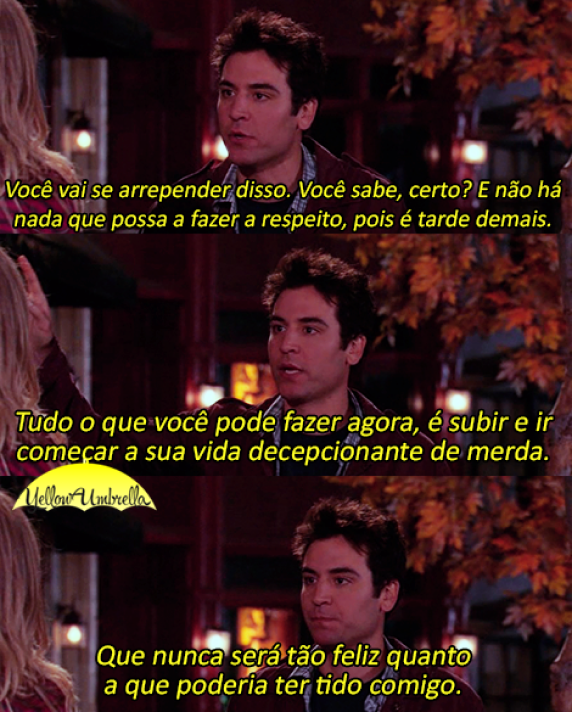 Você vai se arrepender disso. Você sabe, certo? E não há
nada que possa a fazer a respeito, pois é tarde demais.
Tudo o que você pode fazer agora, é subir e ir
começar a sua vida decepcionante de merda.
YellowUmbrella
Que nunca será tão feliz quanto
a que poderia ter tido comigo.